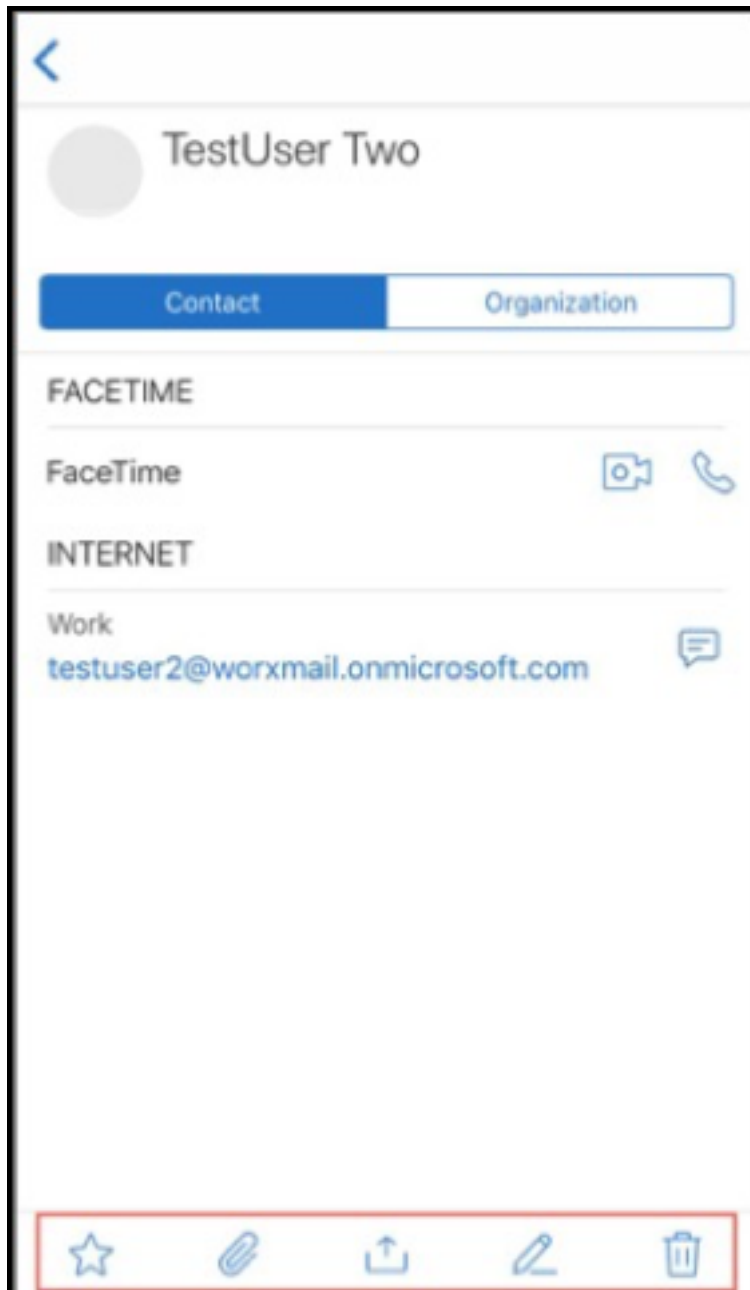 TestUser Two
Contact Organization
FACETIME
FaceTime
INTERNET
Work
testuser2@worxmail.onmicrosoft.com